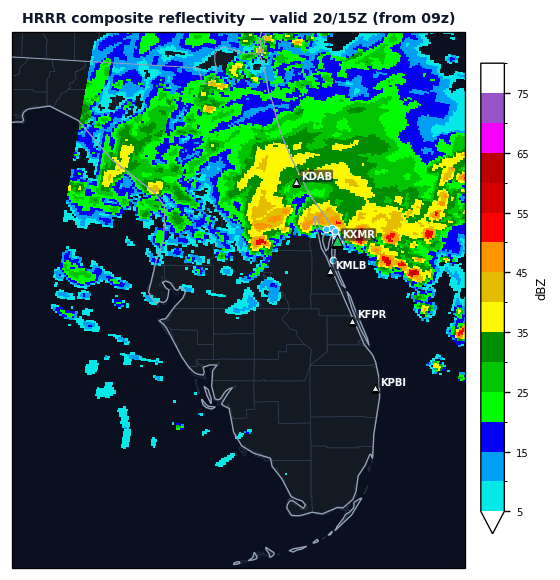 HRRR composite reflectivity — valid 20/15Z (from 09z)
KDAB
KXMR
KMLB
KFPR
KPBI
75
65
55
45
35
25
15
5
dBZ